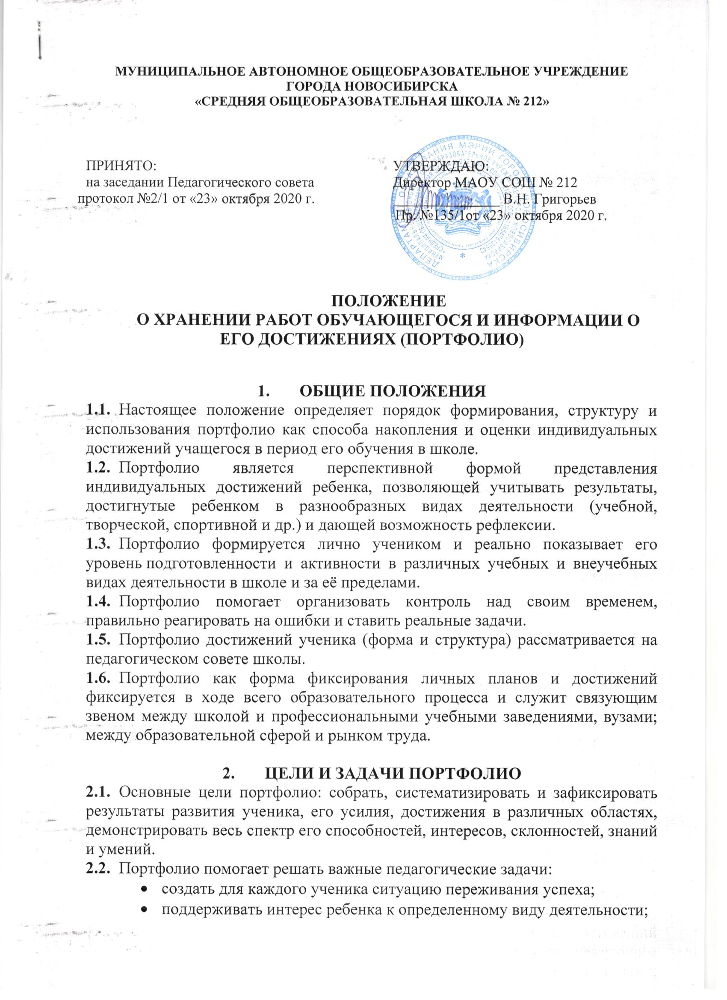 МУНИЦИПАЛЬНОЕ АВТОНОМНОЕ ОБЩЕОБРАЗОВАТЕЛЬНОЕ УЧРЕЖДЕНИЕ
ГОРОДА НОВОСИБИРСКА
«СРЕДНЯЯ ОБЩЕОБРАЗОВАТЕЛЬНАЯ ШКОЛА № 212»
ПРИНЯТО:
на заседании Педагогического совета
протокол №2/1 от «23» октября 2020 г.
УТВЕРЖДАЮ:
Директор МАОУ СОШ № 212
В.Н. Григорьев
Пр. №135/1от «23» октября 2020 г.
ПОЛОЖЕНИЕ
О ХРАНЕНИИ РАБОТ ОБУЧАЮЩЕГОСЯ И ИНФОРМАЦИИ О
ЕГО ДОСТИЖЕНИЯХ (ПОРТФОЛИО)
1. ОБЩИЕ ПОЛОЖЕНИЯ
1.1. Настоящее положение определяет порядок формирования, структуру и
использования портфолио как способа накопления и оценки индивидуальных
достижений учащегося в период его обучения в школе.
1.2. Портфолио является перспективной формой представления
индивидуальных достижений ребенка, позволяющей учитывать результаты,
достигнутые ребенком в разнообразных видах деятельности (учебной,
творческой, спортивной и др.) и дающей возможность рефлексии.
1.3. Портфолио формируется лично учеником и реально показывает его
уровень подготовленности и активности в различных учебных и внеучебных
видах деятельности в школе и за её пределами.
1.4. Портфолио помогает организовать контроль над своим временем,
правильно реагировать на ошибки и ставить реальные задачи.
1.5. Портфолио достижений ученика (форма и структура) рассматривается на
педагогическом совете школы.
1.6. Портфолио как форма фиксирования личных планов и достижений
фиксируется в ходе всего образовательного процесса и служит связующим
звеном между школой и профессиональными учебными заведениями, вузами;
между образовательной сферой и рынком труда.
2. ЦЕЛИ И ЗАДАЧИ ПОРТФОЛИО
2.1. Основные цели портфолио: собрать, систематизировать и зафиксировать
результаты развития ученика, его усилия, достижения в различных областях,
демонстрировать весь спектр его способностей, интересов, склонностей, знаний
и умений.
2.2. Портфолио помогает решать важные педагогические задачи:
• создать для каждого ученика ситуацию переживания успеха;
• поддерживать интерес ребенка к определенному виду деятельности;